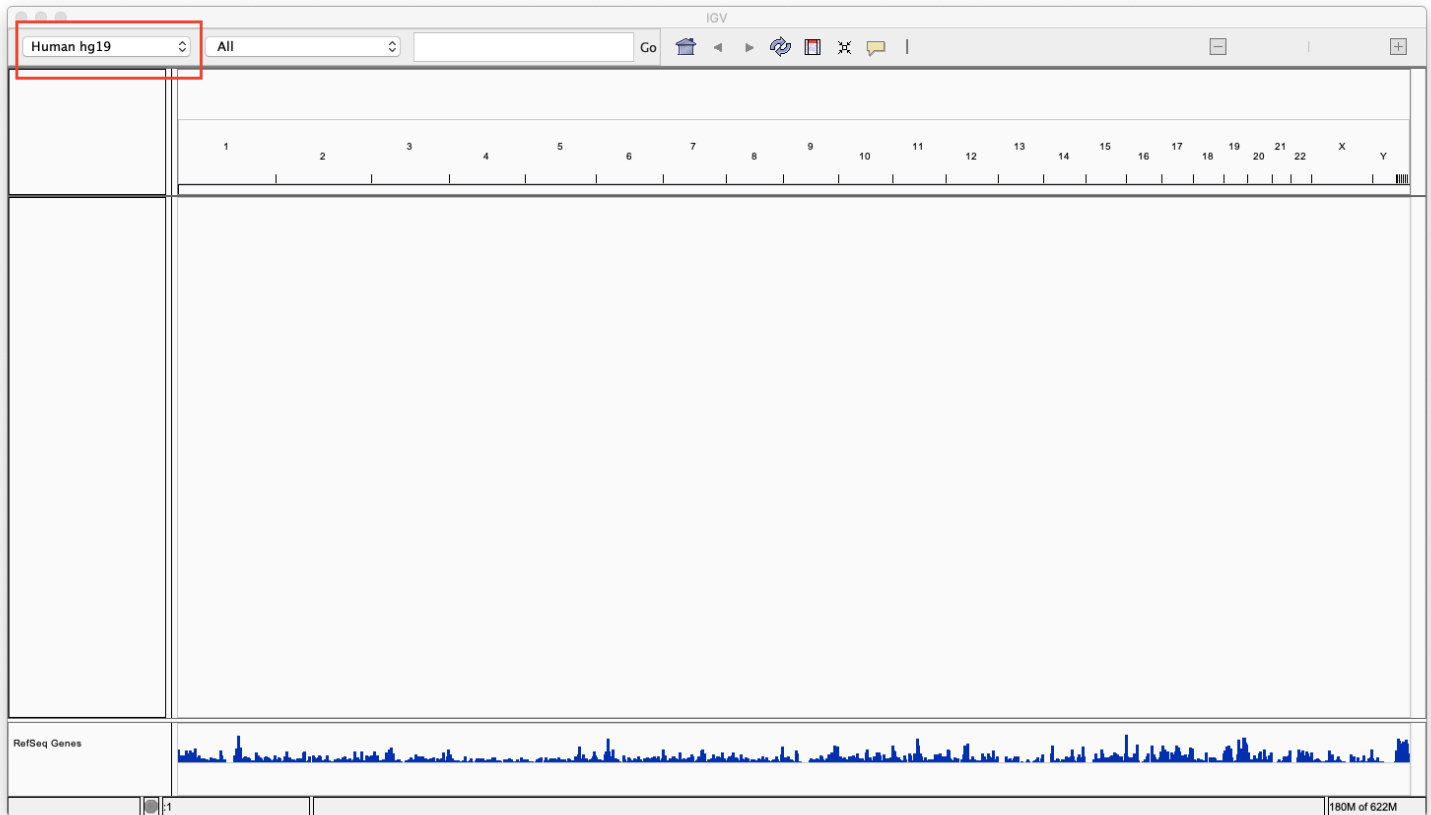 IGV
Human hg19 All Go
1 2 3 4 5 6 7 8 9 10 11 12 13 14 15 16 17 18 19 20 21 22 X Y
RefSeq Genes
:1 180M of 622M